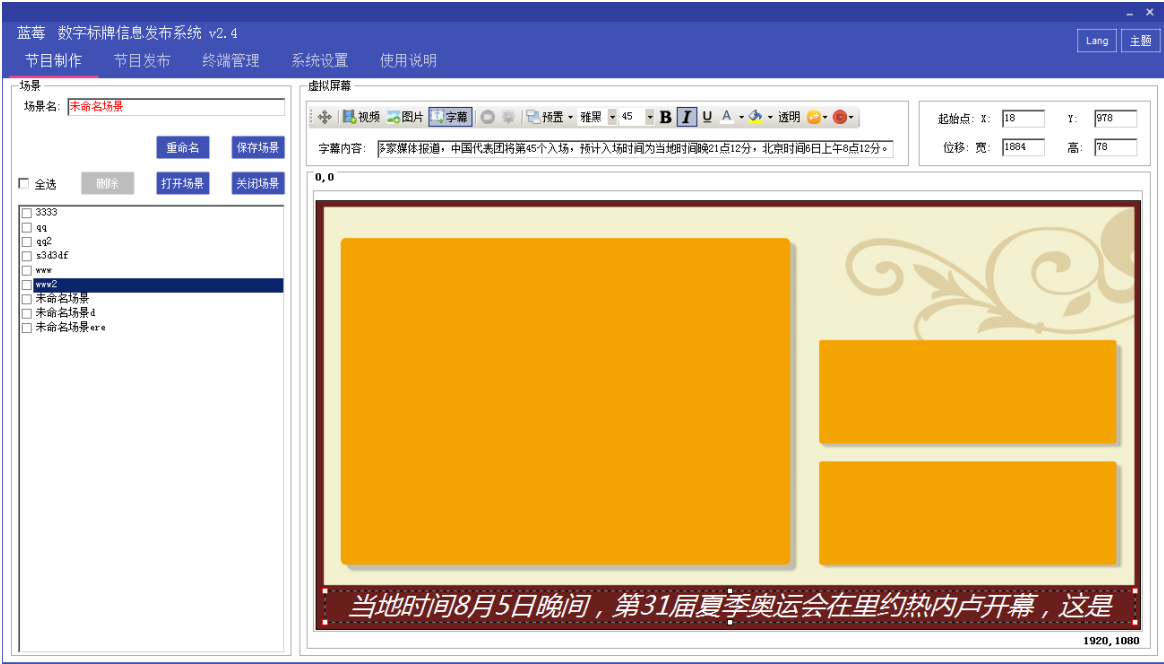 蓝莓 数字标牌信息发布系统 v2.4
Lang 主题
节目制作 节目发布 终端管理 系统设置 使用说明
场景
场景名: 未命名场景
重命名 保存场景
全选 删除 打开场景 关闭场景
3333
qq
qq2
s3d3df
www
www2
未命名场景
未命名场景d
未命名场景ere
虚拟屏幕
视频 图片 字幕 预置 雅黑 45 B I U A 透明
字幕内容: 家媒体报道，中国代表团将第45个入场，预计入场时间为当地时间晚21点12分，北京时间6日上午8点12分。
起始点: X: 18 Y: 978
位移: 宽: 1884 高: 78
0,0
当地时间8月5日晚间，第31届夏季奥运会在里约热内卢开幕，这是
1920,1080